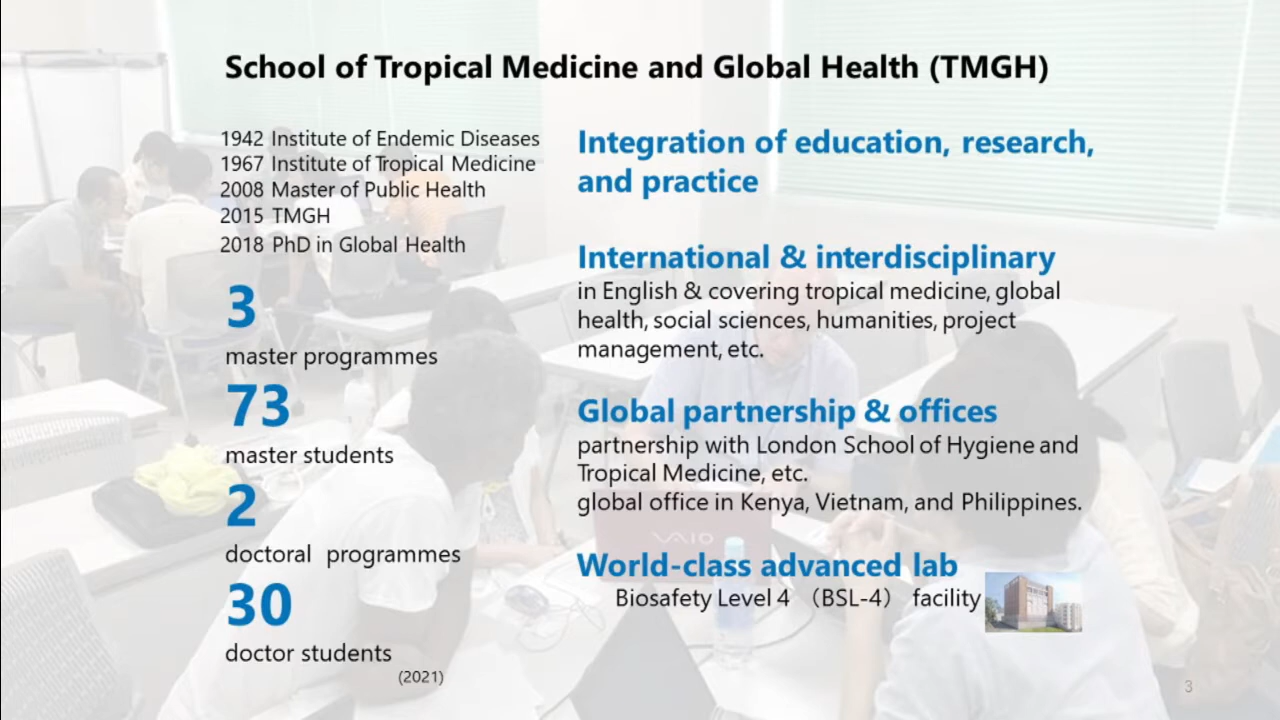 School of Tropical Medicine and Global Health (TMGH)
1942 Institute of Endemic Diseases
1967 Institute of Tropical Medicine
2008 Master of Public Health
2015 TMGH
2018 PhD in Global Health
3
master programmes
73
master students
2
doctoral programmes
30
doctor students
(2021)
Integration of education, research,
and practice
International & interdisciplinary
in English & covering tropical medicine, global
health, social sciences, humanities, project
management, etc.
Global partnership & offices
partnership with London School of Hygiene and
Tropical Medicine, etc.
global office in Kenya, Vietnam, and Philippines.
VAIO
World-class advanced lab
Biosafety Level 4 （BSL-4） facility
3